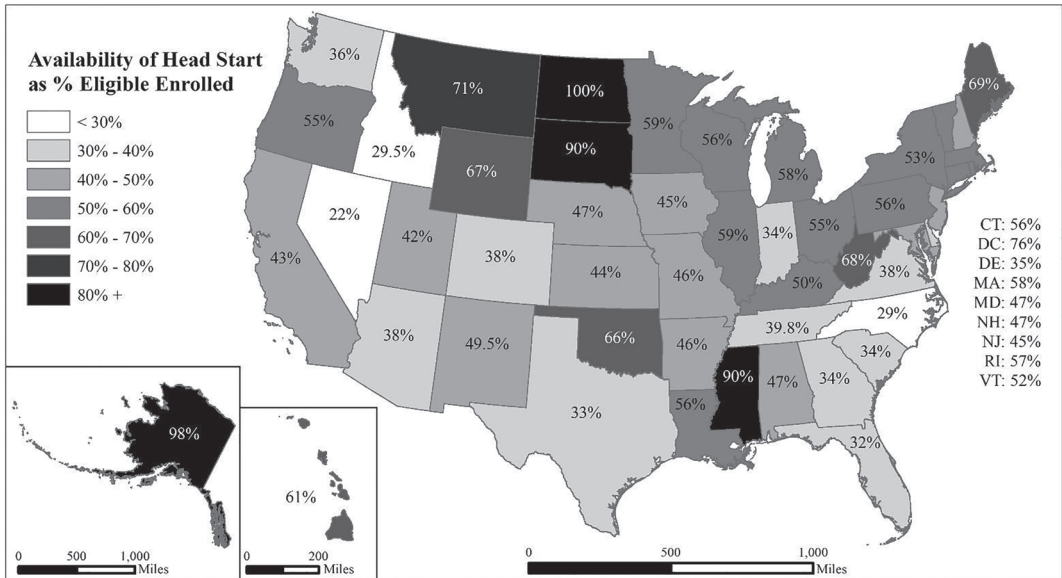 Availability of Head Start
as % Eligible Enrolled
< 30%
30% - 40%
40% - 50%
50% - 60%
60% - 70%
70% - 80%
80% +
36%
71%
100%
69%
55%
29.5%
67%
90%
59%
56%
58%
53%
22%
42%
38%
47%
45%
59%
34%
55%
56%
68%
38%
43%
44%
46%
50%
29%
38%
49.5%
66%
46%
39.8%
34%
33%
56%
90%
47%
34%
32%
CT: 56%
DC: 76%
DE: 35%
MA: 58%
MD: 47%
NH: 47%
NJ: 45%
RI: 57%
VT: 52%
98%
0 500 1,000
Miles
61%
0 200
Miles
0 500 1,000
Miles